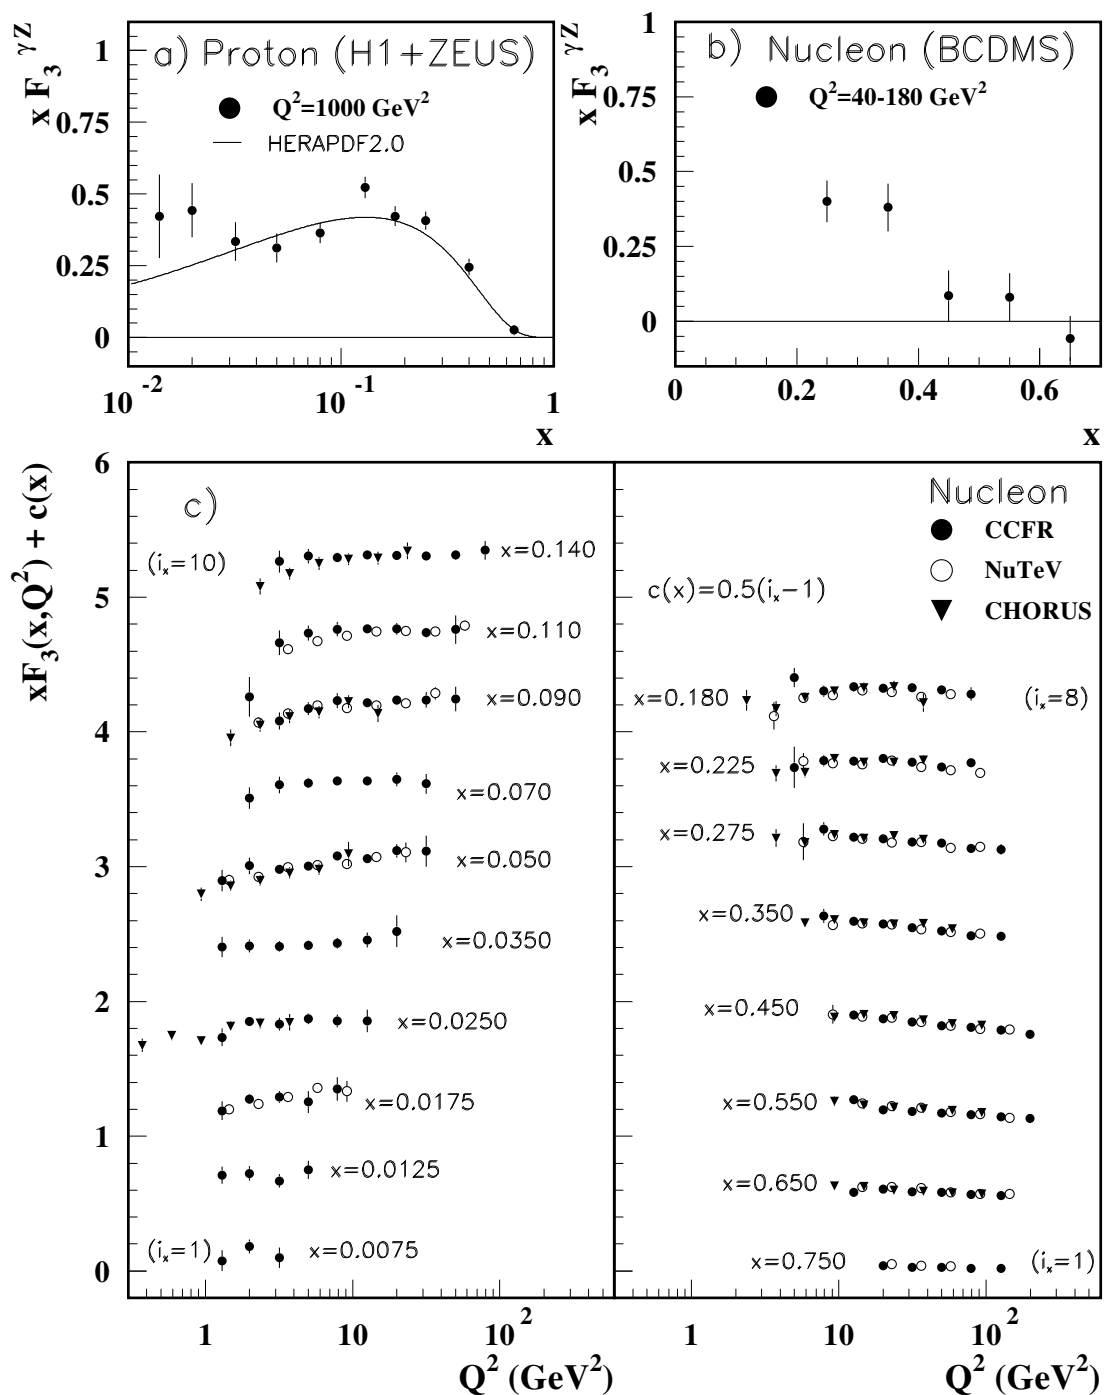 a) Proton (H1+ZEUS)
Q²=1000 GeV²
HERAPDF2.0
x F₃ ᵞᶻ
1
0.75
0.5
0.25
0
10⁻²
10⁻¹
1
x
b) Nucleon (BCDMS)
Q²=40-180 GeV²
x F₃ ᵞᶻ
1
0.75
0.5
0.25
0
0
0.2
0.4
0.6
x
xF₃(x,Q²) + c(x)
6
5
4
3
2
1
0
c)
(iₓ=10)
x=0.140
x=0.110
x=0.090
x=0.070
x=0.050
x=0.0350
x=0.0250
x=0.0175
x=0.0125
(iₓ=1)
x=0.0075
1
10
10²
Q² (GeV²)
Nucleon
CCFR
NuTeV
CHORUS
c(x)=0.5(iₓ−1)
x=0.180
(iₓ=8)
x=0.225
x=0.275
x=0.350
x=0.450
x=0.550
x=0.650
x=0.750
(iₓ=1)
1
10
10²
Q² (GeV²)